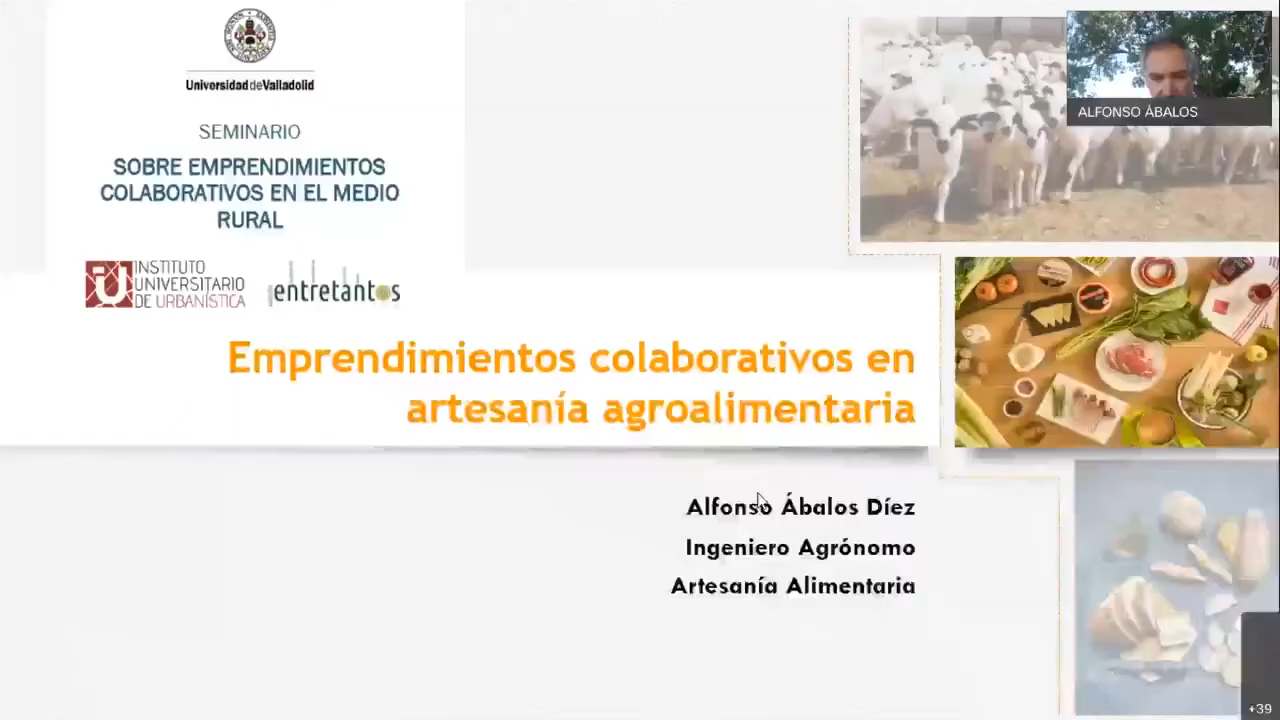 Universidad de Valladolid
SEMINARIO
SOBRE EMPRENDIMIENTOS
COLABORATIVOS EN EL MEDIO
RURAL
INSTITUTO
UNIVERSITARIO
DE URBANÍSTICA
entretantos
Emprendimientos colaborativos en
artesanía agroalimentaria
Alfonso Ábalos Díez
Ingeniero Agrónomo
Artesanía Alimentaria
ALFONSO ÁBALOS
+39